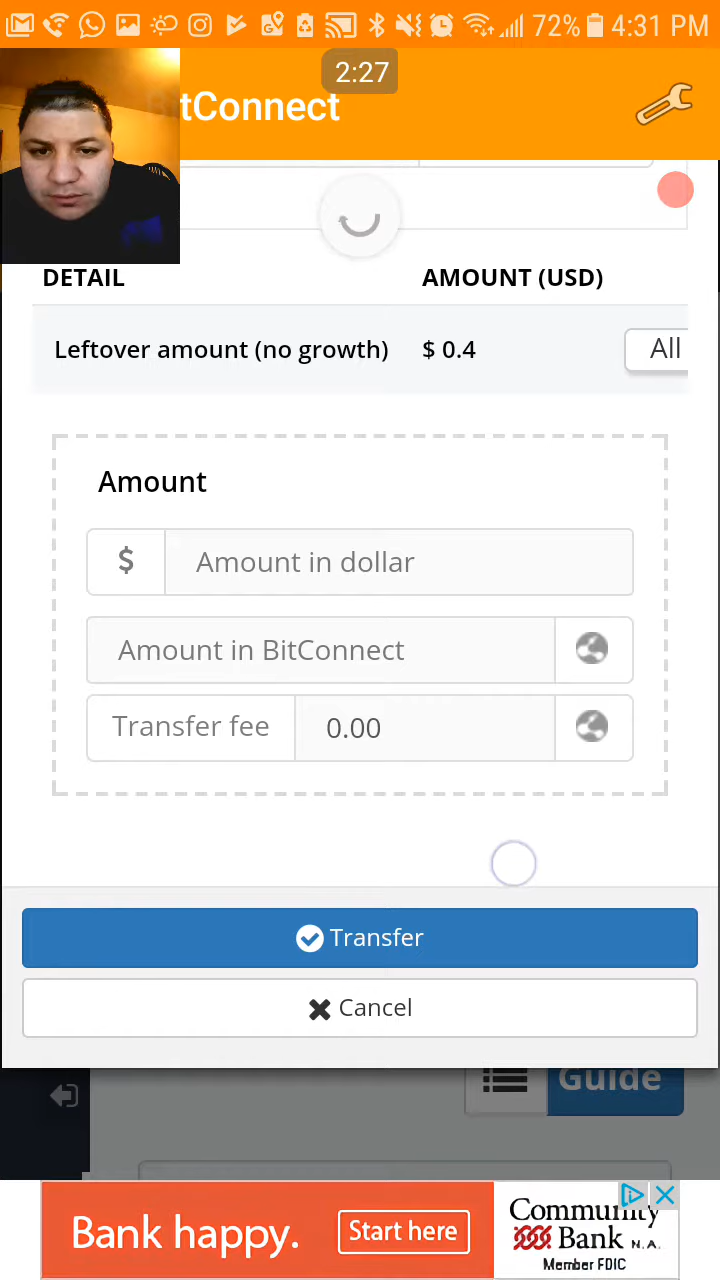 72% 4:31 PM
2:27
tConnect
DETAIL AMOUNT (USD)
Leftover amount (no growth) $ 0.4 All
Amount
$ Amount in dollar
Amount in BitConnect
Transfer fee 0.00
Transfer
Cancel
Guide
Bank happy. Start here
Community
Bank N.A.
Member FDIC